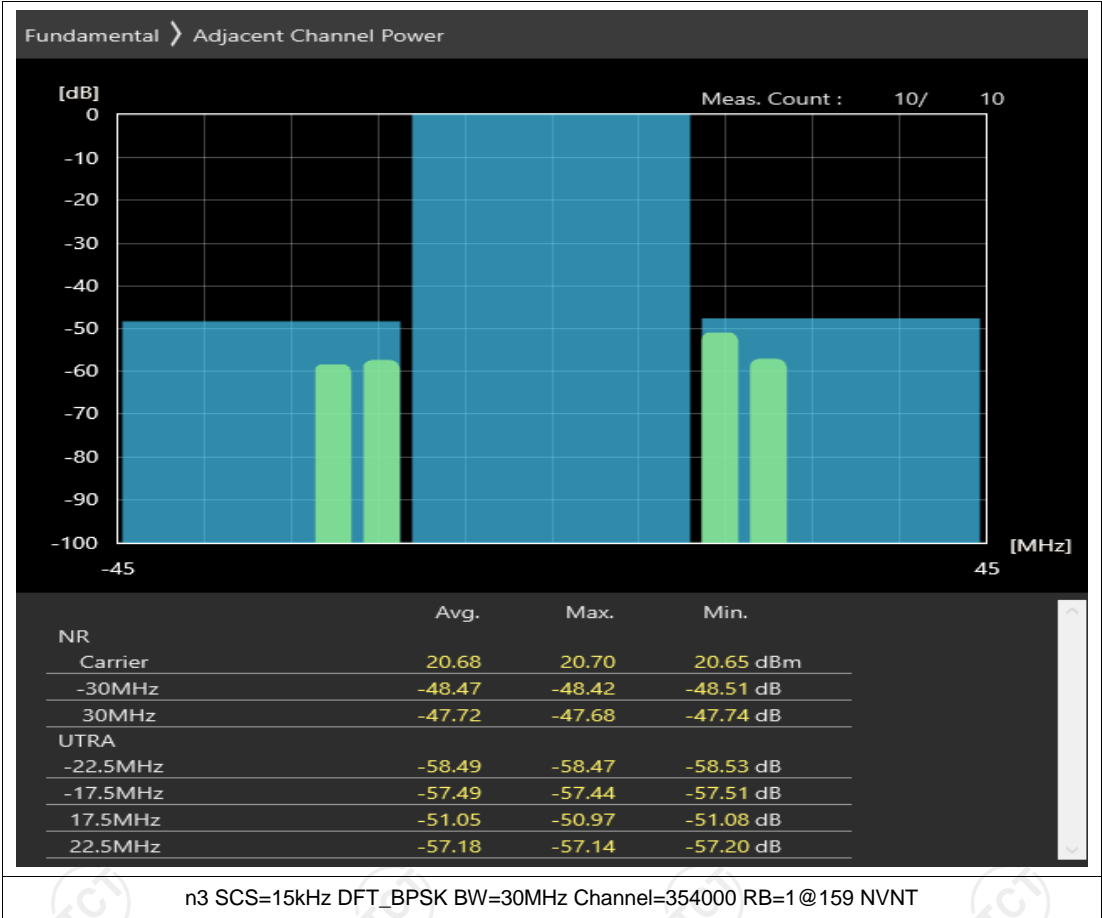 Fundamental ❯ Adjacent Channel Power
[dB]
Meas. Count : 10/ 10
0
-10
-20
-30
-40
-50
-60
-70
-80
-90
-100
[MHz]
-45 45
Avg. Max. Min.
NR
Carrier 20.68 20.70 20.65 dBm
-30MHz -48.47 -48.42 -48.51 dB
30MHz -47.72 -47.68 -47.74 dB
UTRA
-22.5MHz -58.49 -58.47 -58.53 dB
-17.5MHz -57.49 -57.44 -57.51 dB
17.5MHz -51.05 -50.97 -51.08 dB
22.5MHz -57.18 -57.14 -57.20 dB
n3 SCS=15kHz DFT_BPSK BW=30MHz Channel=354000 RB=1@159 NVNT
TCT TCT TCT TCT